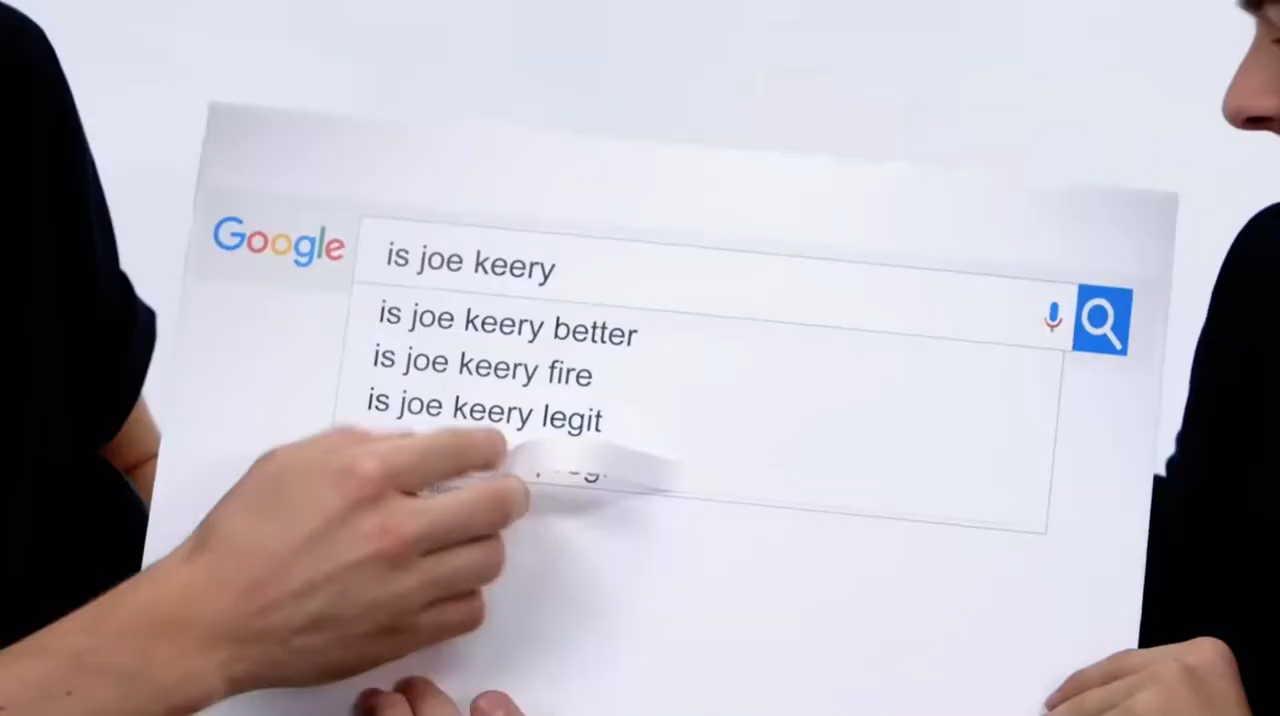 Google
is joe keery
is joe keery better
is joe keery fire
is joe keery legit